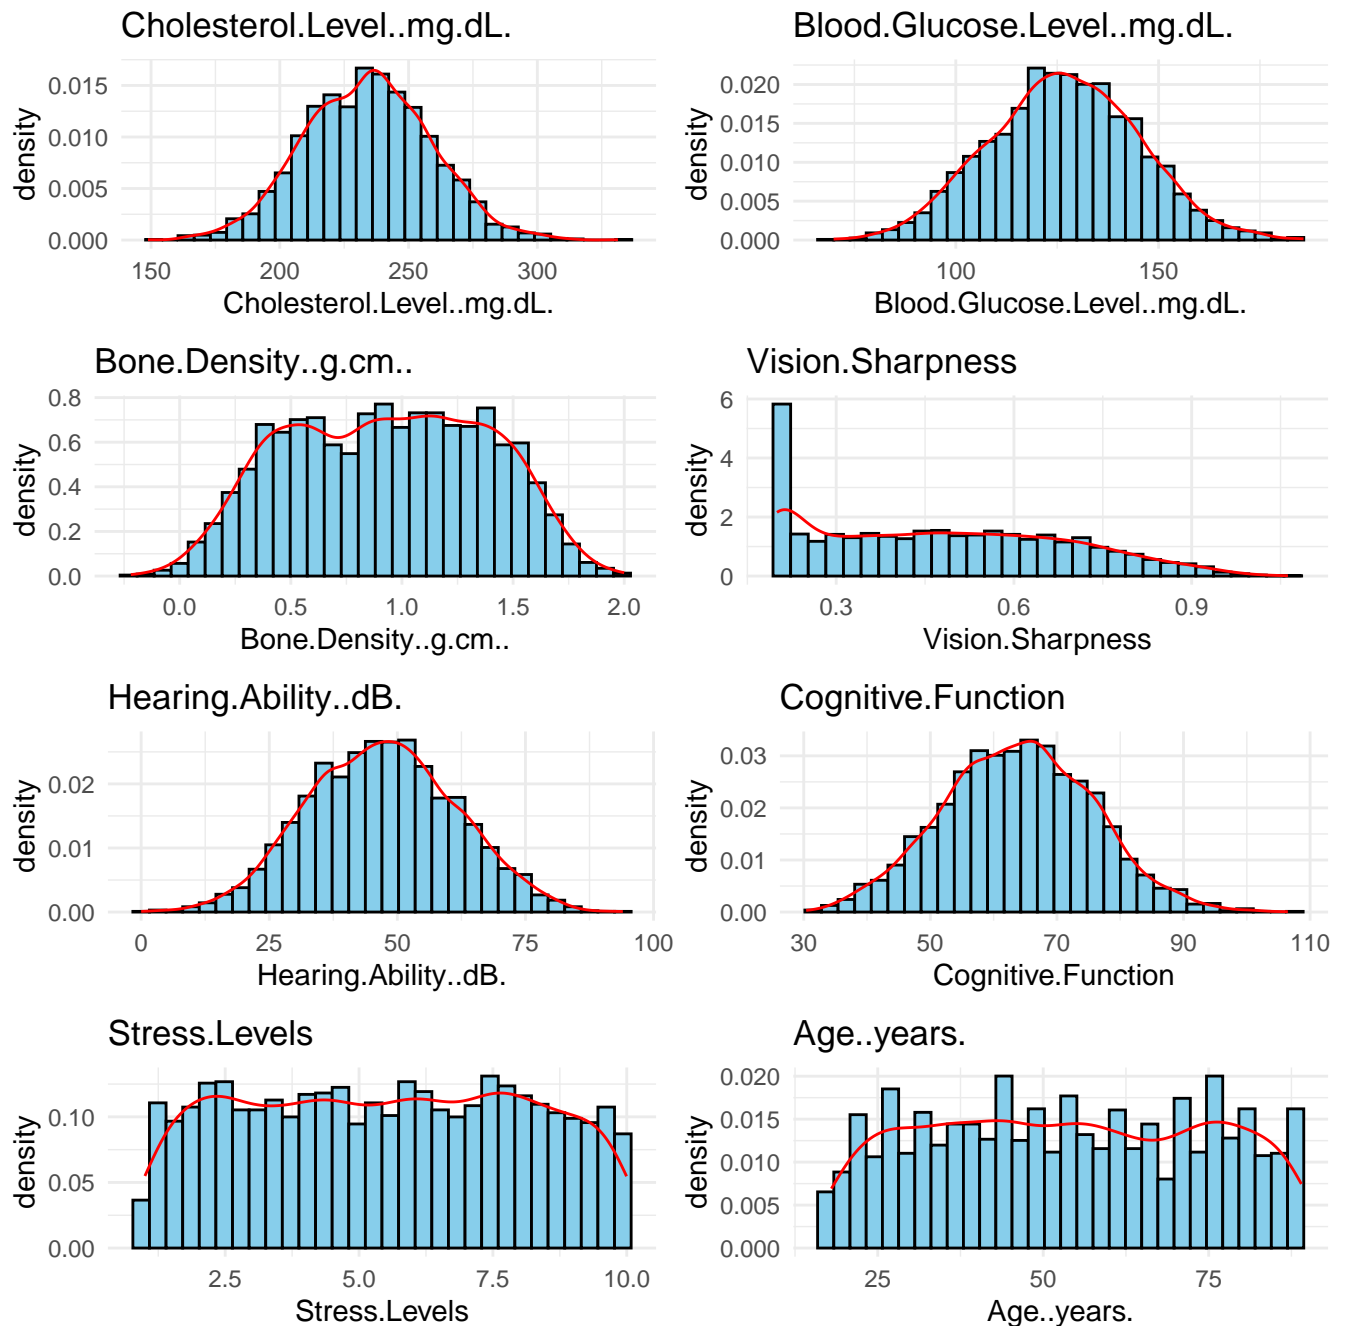 Cholesterol.Level..mg.dL.
density
0.015
0.010
0.005
0.000
150 200 250 300
Cholesterol.Level..mg.dL.
Blood.Glucose.Level..mg.dL.
density
0.020
0.015
0.010
0.005
0.000
100 150
Blood.Glucose.Level..mg.dL.
Bone.Density..g.cm..
density
0.8
0.6
0.4
0.2
0.0
0.0 0.5 1.0 1.5 2.0
Bone.Density..g.cm..
Vision.Sharpness
density
6
4
2
0
0.3 0.6 0.9
Vision.Sharpness
Hearing.Ability..dB.
density
0.02
0.01
0.00
0 25 50 75 100
Hearing.Ability..dB.
Cognitive.Function
density
0.03
0.02
0.01
0.00
30 50 70 90 110
Cognitive.Function
Stress.Levels
density
0.10
0.05
0.00
2.5 5.0 7.5 10.0
Stress.Levels
Age..years.
density
0.020
0.015
0.010
0.005
0.000
25 50 75
Age..years.